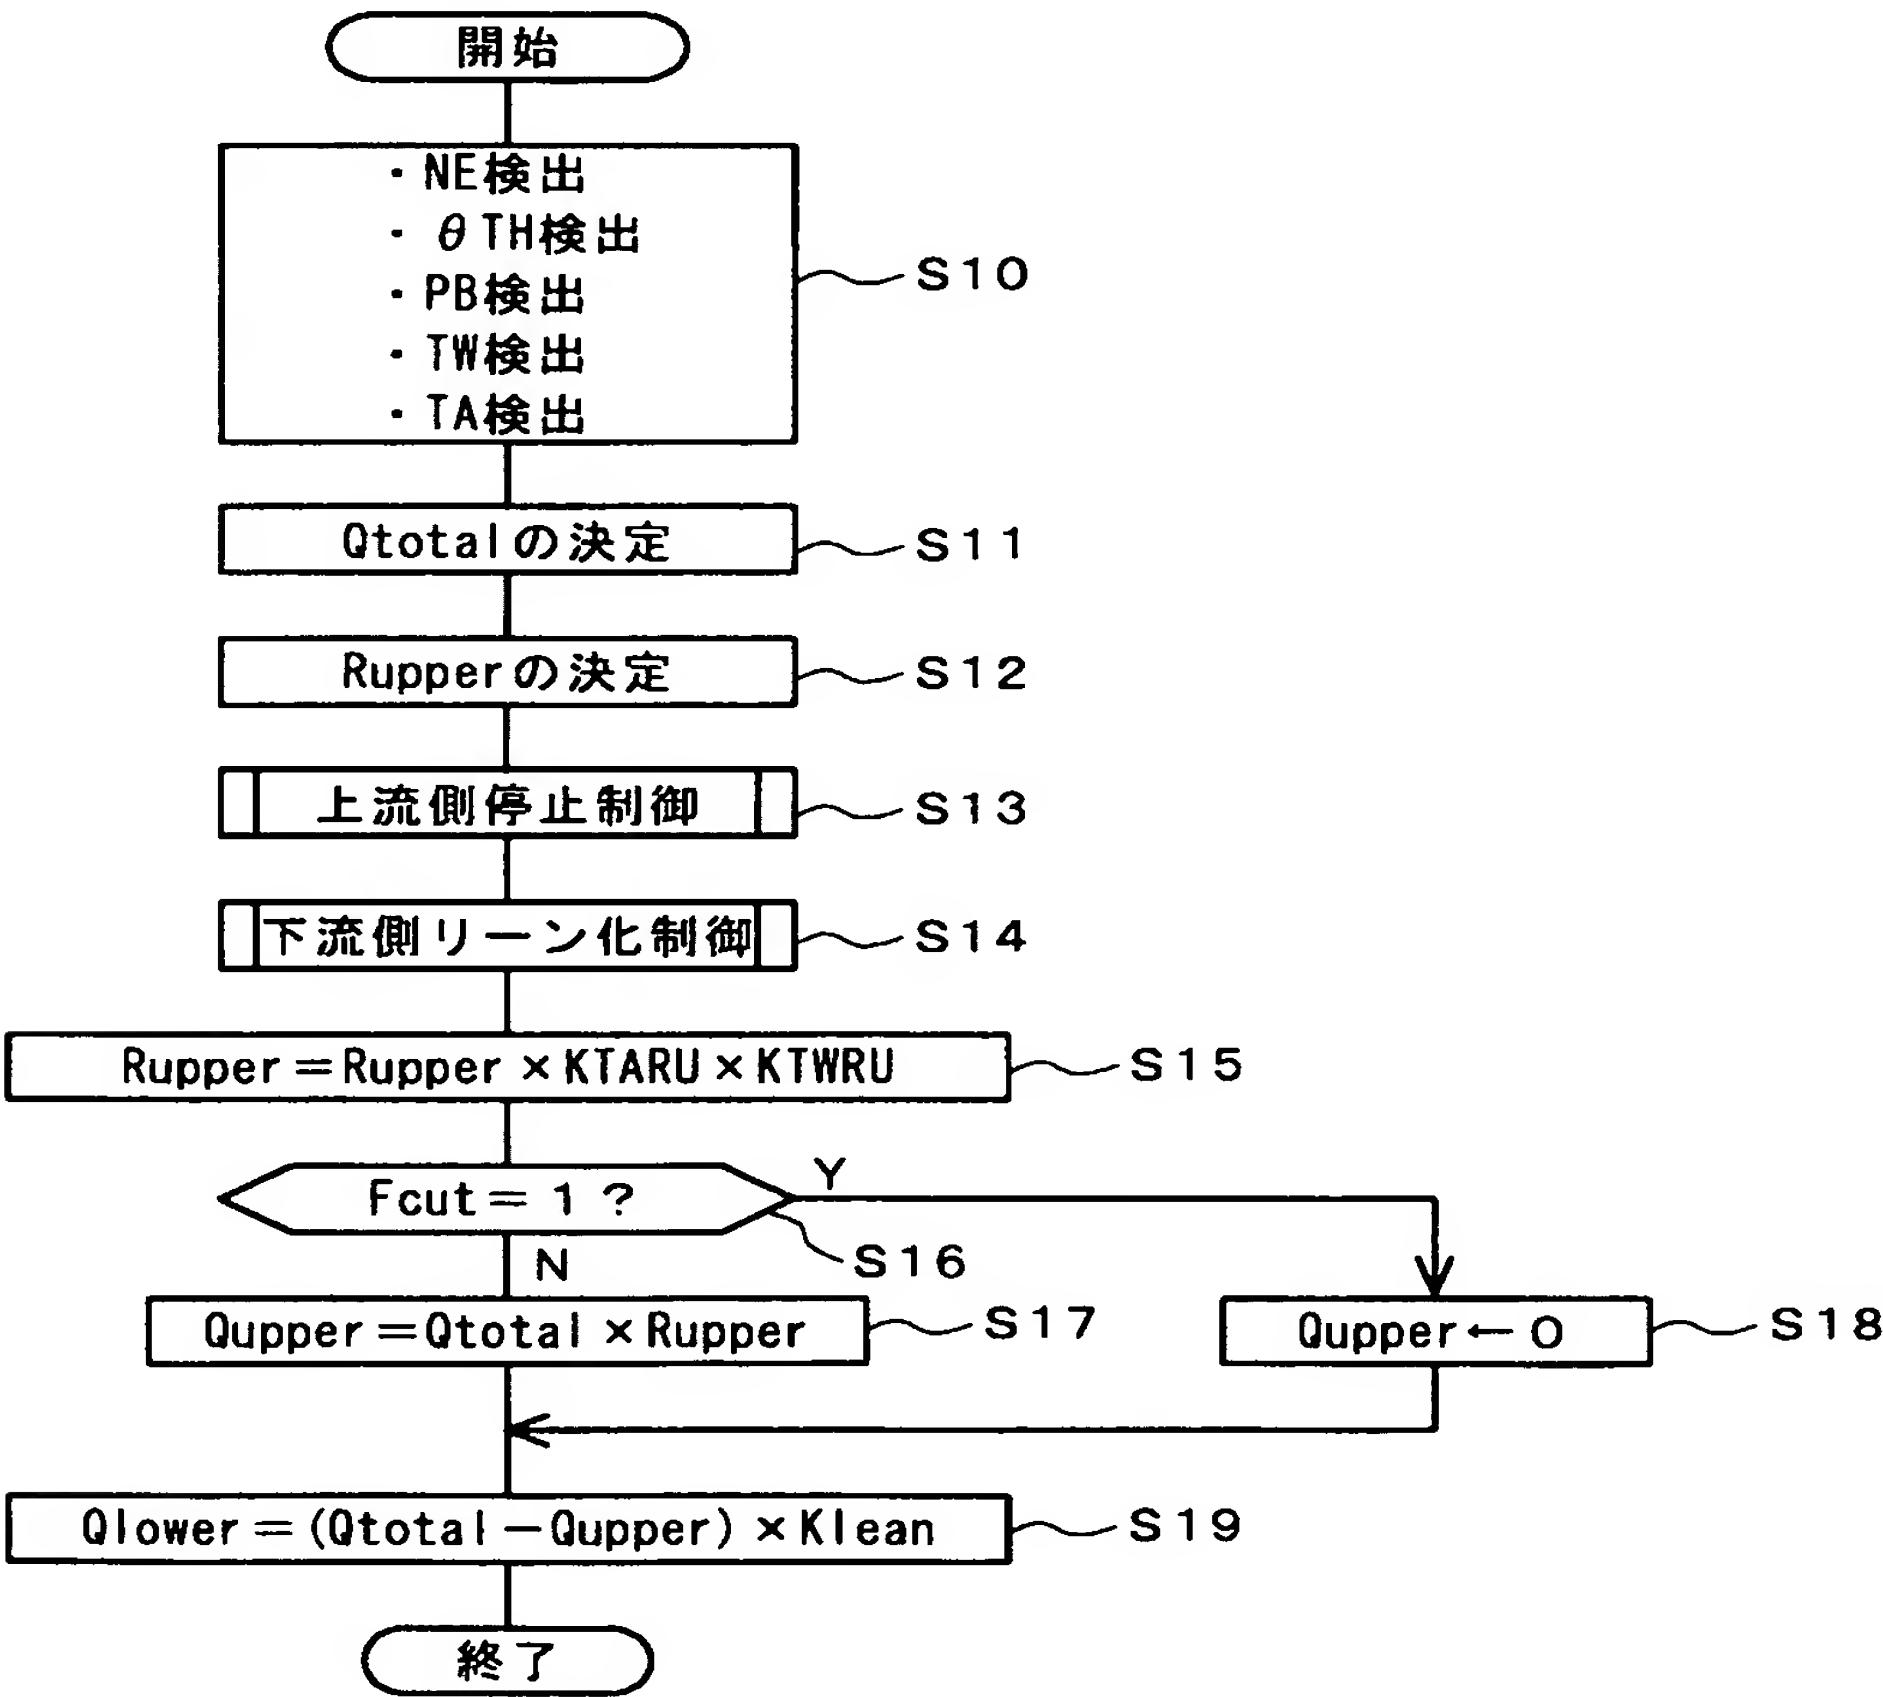 開始
・NE検出
・θTH検出
・PB検出
・TW検出
・TA検出
S10
Qtotalの決定
S11
Rupperの決定
S12
上流側停止制御
S13
下流側リーン化制御
S14
Rupper=Rupper×KTARU×KTWRU
S15
Fcut=1?
Y
S16
N
Qupper=Qtotal×Rupper
S17
Qupper←0
S18
Qlower=(Qtotal-Qupper)×Klean
S19
終了